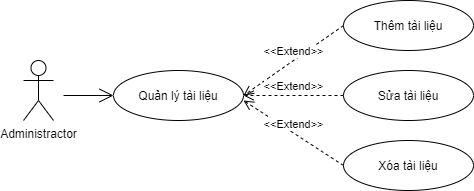 Thêm tài liệu
<<Extend>>
Quản lý tài liệu
<<Extend>>
Sửa tài liệu
<<Extend>>
Administractor
Xóa tài liệu